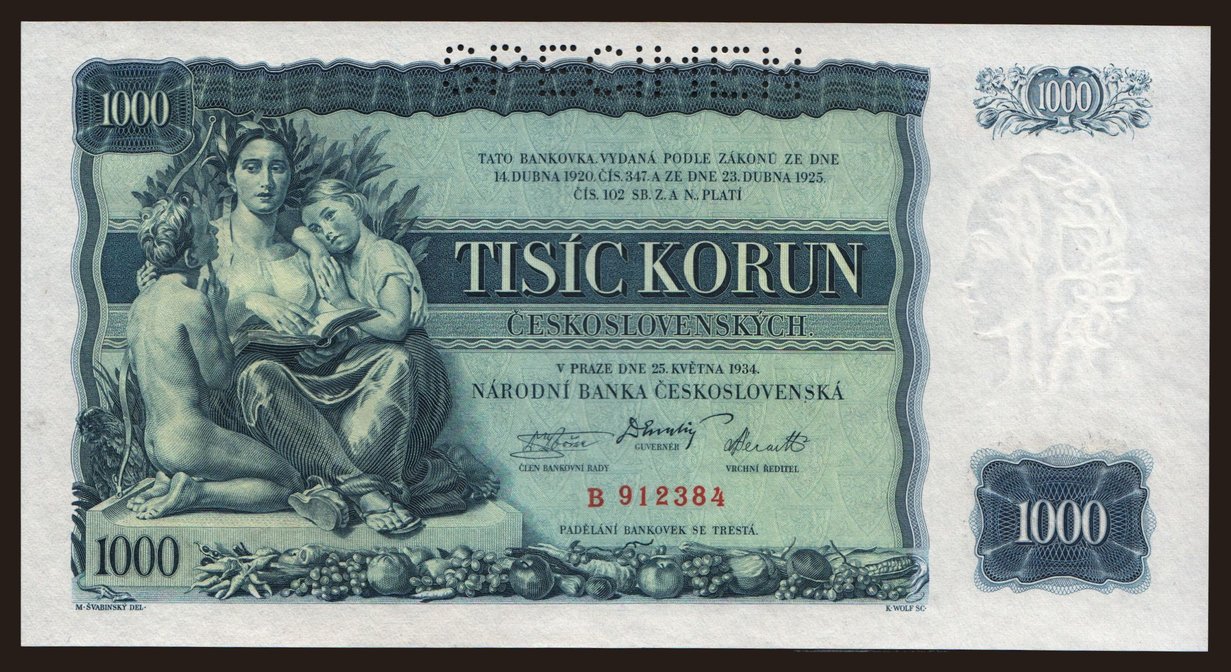 SPECIMEN
1000
1000
TATO BANKOVKA, VYDANÁ PODLE ZÁKONŮ ZE DNE
14. DUBNA 1920, ČÍS. 347. A ZE DNE 23. DUBNA 1925.
ČÍS. 102 SB. Z. A N., PLATÍ
TISÍC KORUN
ČESKOSLOVENSKÝCH.
V PRAZE DNE 25. KVĚTNA 1934.
NÁRODNÍ BANKA ČESKOSLOVENSKÁ
GUVERNÉR
ČLEN BANKOVNÍ RADY
VRCHNÍ ŘEDITEL
B 912384
1000
PADĚLÁNÍ BANKOVEK SE TRESTÁ.
1000
M. ŠVABINSKÝ DEL.
K. WOLF SC.